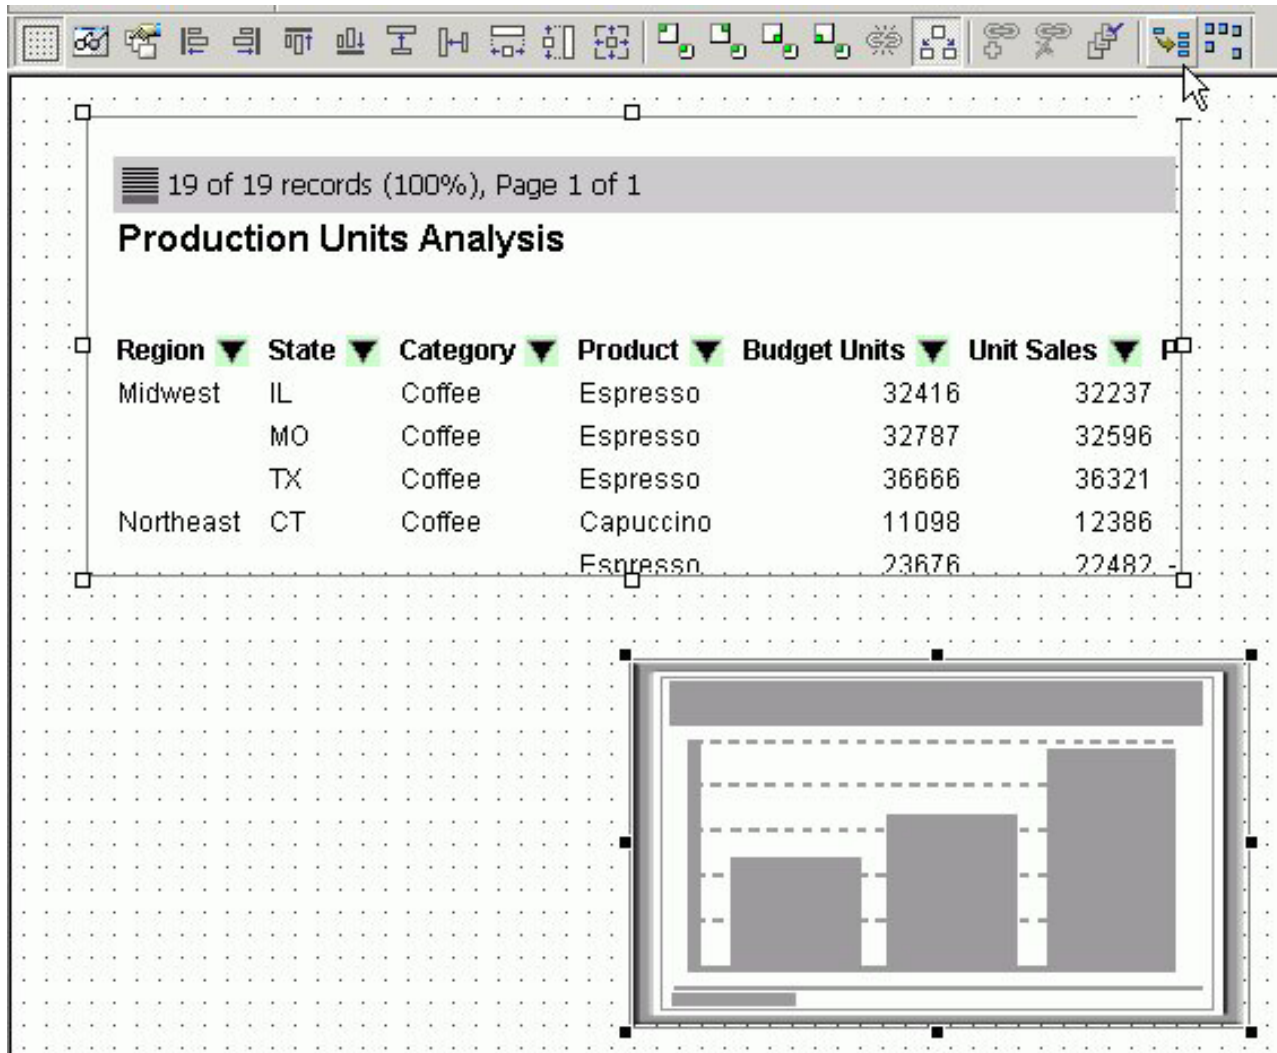 19 of 19 records (100%), Page 1 of 1
Production Units Analysis
Region State Category Product Budget Units Unit Sales
Midwest IL Coffee Espresso 32416 32237
MO Coffee Espresso 32787 32596
TX Coffee Espresso 36666 36321
Northeast CT Coffee Capuccino 11098 12386
Espresso 23676 22482